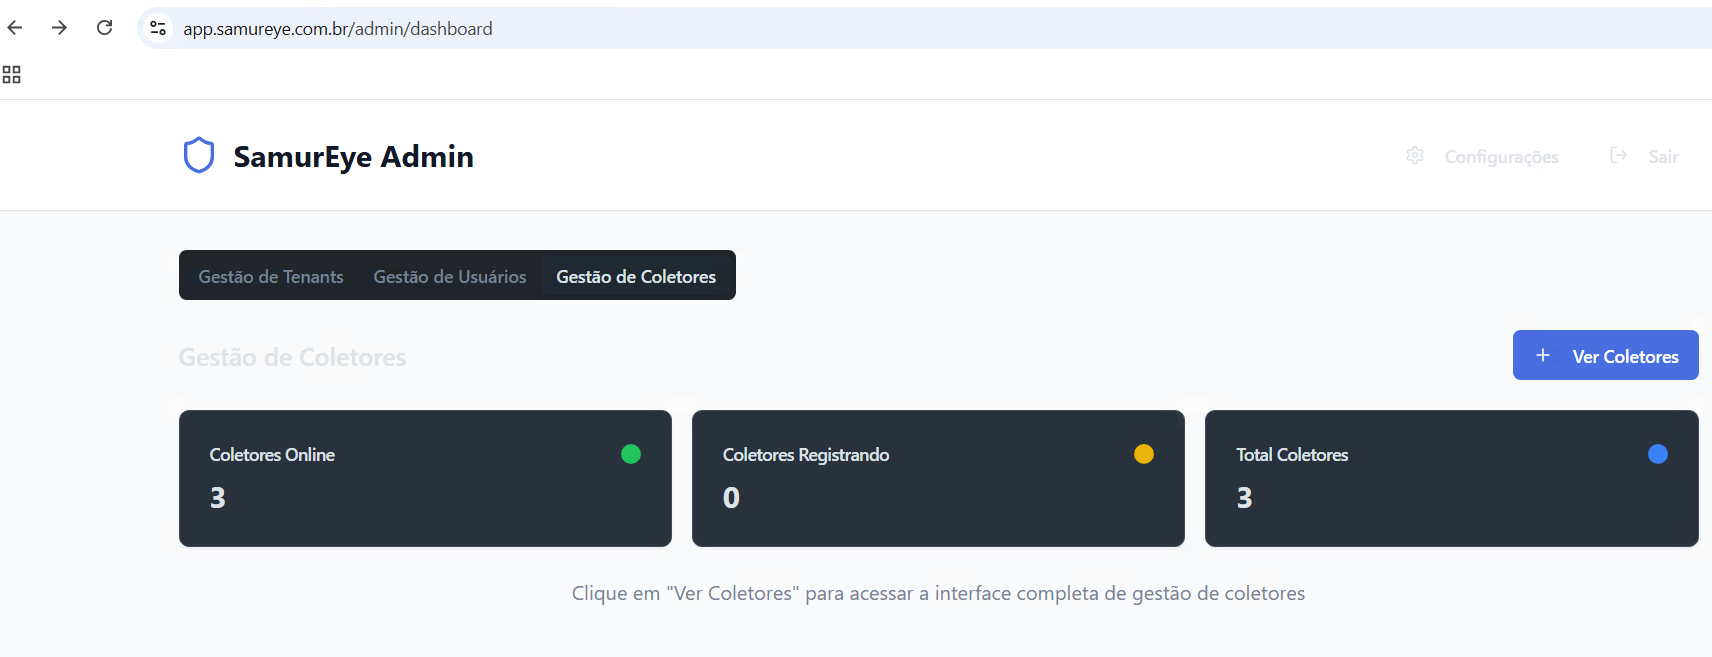 app.samureye.com.br/admin/dashboard
SamurEye Admin
Configurações
Sair
Gestão de Tenants
Gestão de Usuários
Gestão de Coletores
Gestão de Coletores
Ver Coletores
Coletores Online
3
Coletores Registrando
0
Total Coletores
3
Clique em "Ver Coletores" para acessar a interface completa de gestão de coletores